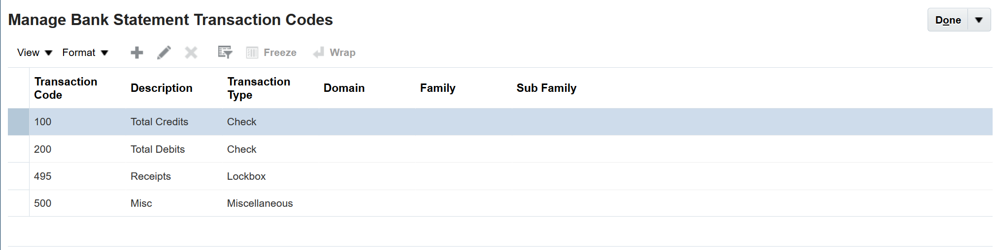 Manage Bank Statement Transaction Codes
Done
View Format Freeze Wrap
Transaction Code Description Transaction Type Domain Family Sub Family
100 Total Credits Check
200 Total Debits Check
495 Receipts Lockbox
500 Misc Miscellaneous